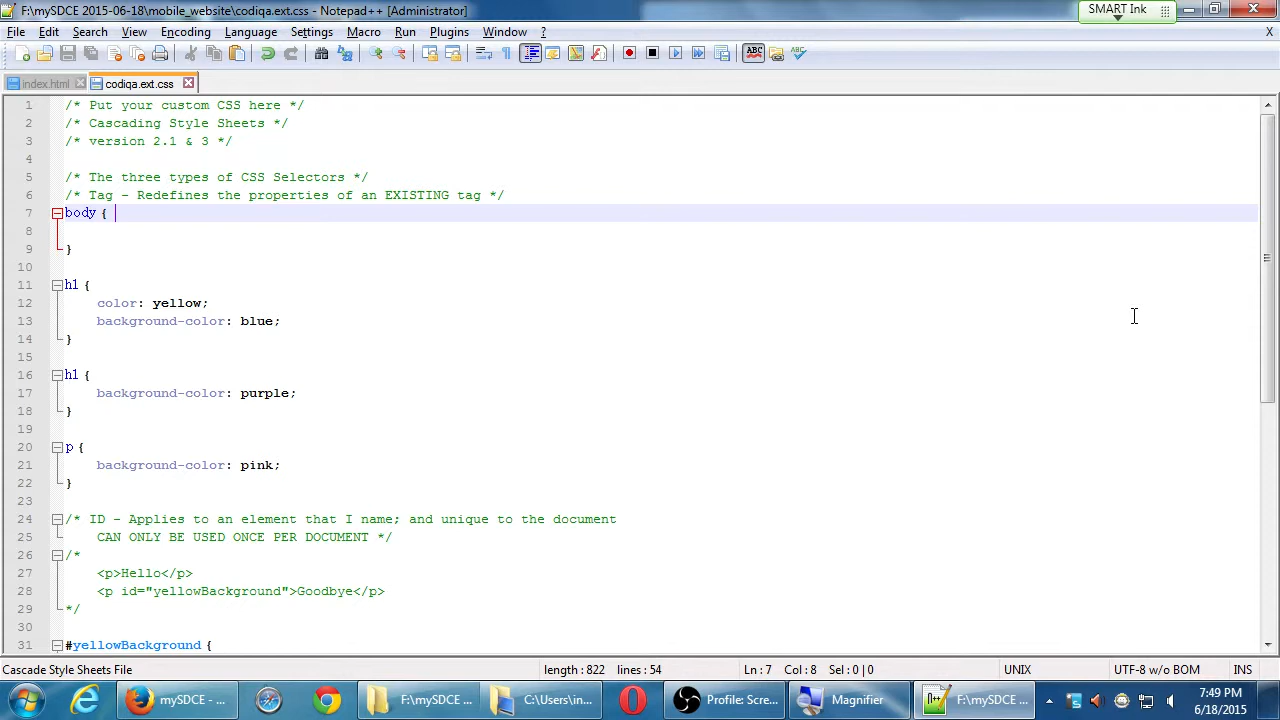 F:\mySDCE 2015-06-18\mobile_website\codiqa.ext.css - Notepad++ [Administrator]
SMART Ink
File Edit Search View Encoding Language Settings Macro Run Plugins Window ? X
index.html codiqa.ext.css
1 /* Put your custom CSS here */
2 /* Cascading Style Sheets */
3 /* version 2.1 & 3 */
4
5 /* The three types of CSS Selectors */
6 /* Tag - Redefines the properties of an EXISTING tag */
7 body {
8
9 }
10
11 h1 {
12 color: yellow;
13 background-color: blue;
14 }
15
16 h1 {
17 background-color: purple;
18 }
19
20 p {
21 background-color: pink;
22 }
23
24 /* ID - Applies to an element that I name; and unique to the document
25 CAN ONLY BE USED ONCE PER DOCUMENT */
26 /*
27 <p>Hello</p>
28 <p id="yellowBackground">Goodbye</p>
29 */
30
31 #yellowBackground {
Cascade Style Sheets File length : 822 lines : 54 Ln : 7 Col : 8 Sel : 0 | 0 UNIX UTF-8 w/o BOM INS
mySDCE - ... F:\mySDCE ... C:\Users\in... Profile: Scre... Magnifier F:\mySDCE ... 7:49 PM
6/18/2015